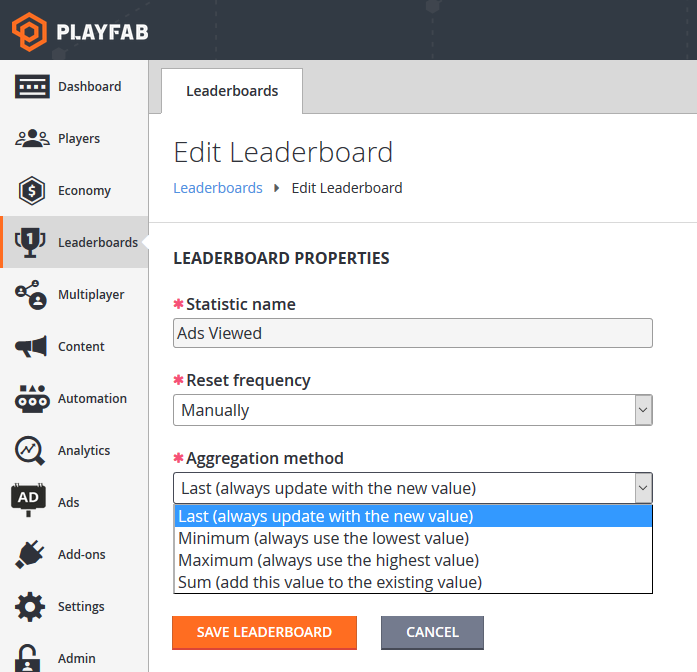 PLAYFAB
Dashboard
Players
Economy
Leaderboards
Multiplayer
Content
Automation
Analytics
AD
Ads
Add-ons
Settings
Admin
Leaderboards
Edit Leaderboard
Leaderboards Edit Leaderboard
LEADERBOARD PROPERTIES
✱Statistic name
Ads Viewed
✱Reset frequency
Manually
✱Aggregation method
Last (always update with the new value)
Last (always update with the new value)
Minimum (always use the lowest value)
Maximum (always use the highest value)
Sum (add this value to the existing value)
SAVE LEADERBOARD CANCEL